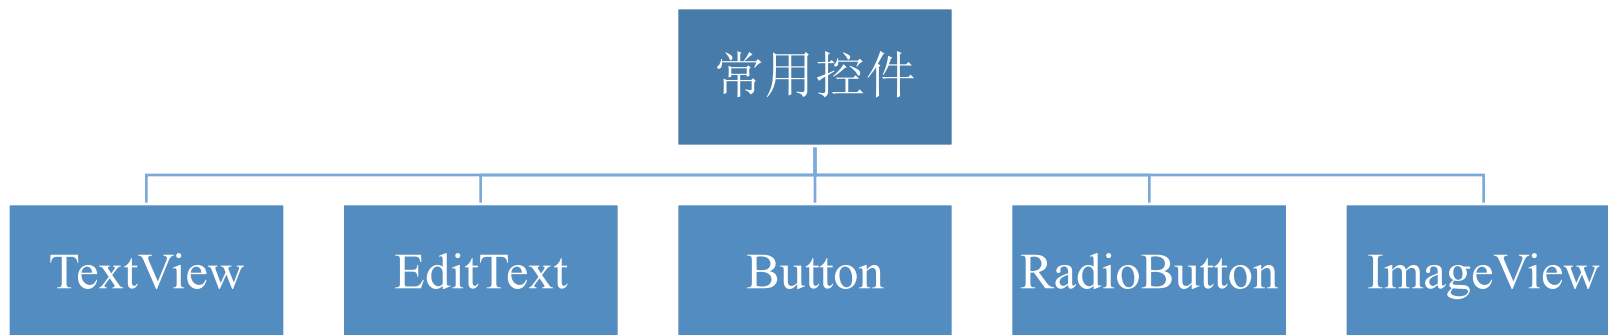 常用控件
TextView
EditText
Button
RadioButton
ImageView